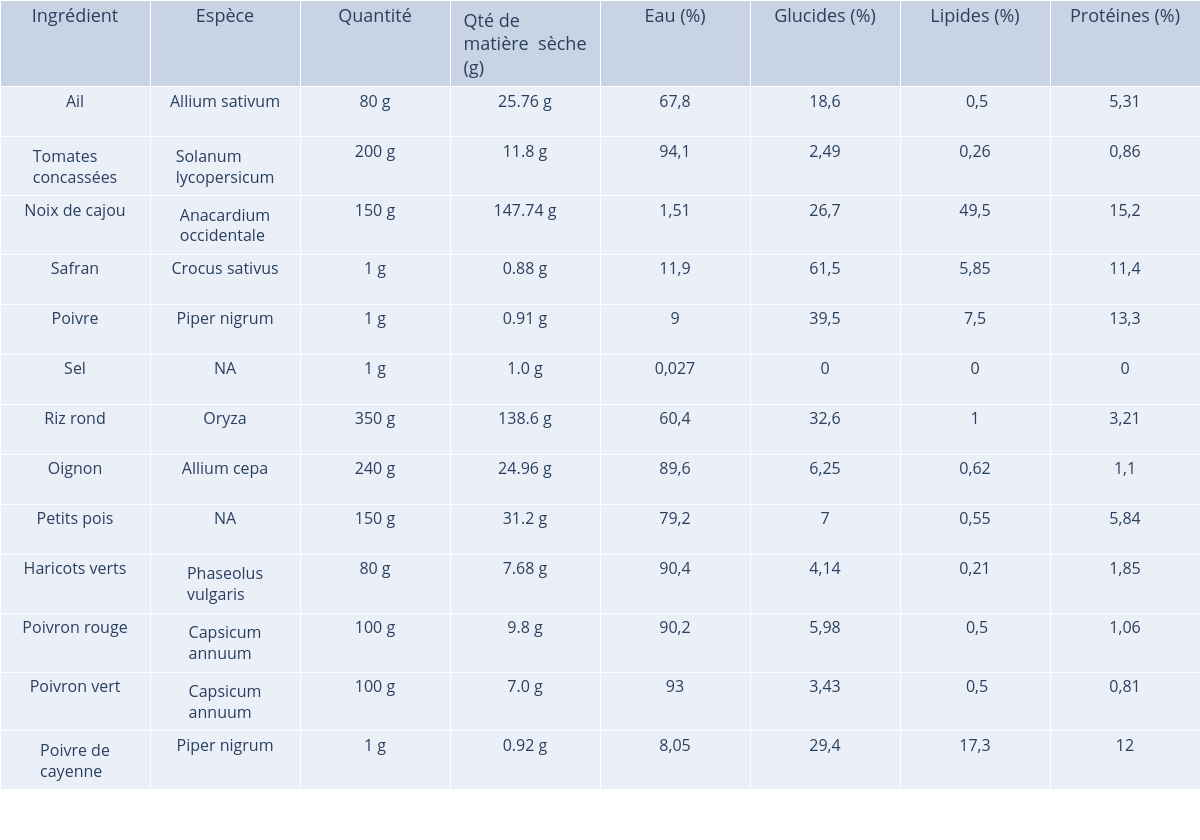 Ingrédient Espèce Quantité Qté de matière sèche (g) Eau (%) Glucides (%) Lipides (%) Protéines (%)
Ail Allium sativum 80 g 25.76 g 67,8 18,6 0,5 5,31
Tomates concassées Solanum lycopersicum 200 g 11.8 g 94,1 2,49 0,26 0,86
Noix de cajou Anacardium occidentale 150 g 147.74 g 1,51 26,7 49,5 15,2
Safran Crocus sativus 1 g 0.88 g 11,9 61,5 5,85 11,4
Poivre Piper nigrum 1 g 0.91 g 9 39,5 7,5 13,3
Sel NA 1 g 1.0 g 0,027 0 0 0
Riz rond Oryza 350 g 138.6 g 60,4 32,6 1 3,21
Oignon Allium cepa 240 g 24.96 g 89,6 6,25 0,62 1,1
Petits pois NA 150 g 31.2 g 79,2 7 0,55 5,84
Haricots verts Phaseolus vulgaris 80 g 7.68 g 90,4 4,14 0,21 1,85
Poivron rouge Capsicum annuum 100 g 9.8 g 90,2 5,98 0,5 1,06
Poivron vert Capsicum annuum 100 g 7.0 g 93 3,43 0,5 0,81
Poivre de cayenne Piper nigrum 1 g 0.92 g 8,05 29,4 17,3 12